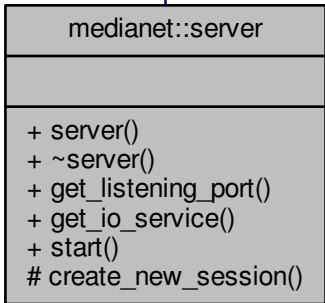 medianet::server
+ server()
+ ~server()
+ get_listening_port()
+ get_io_service()
+ start()
# create_new_session()